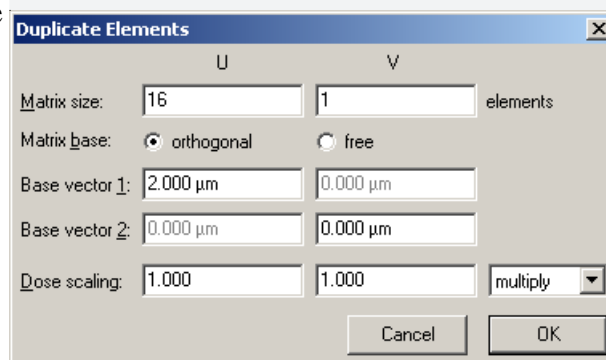 e
Duplicate Elements
U V
Matrix size: 16 1 elements
Matrix base: orthogonal free
Base vector 1: 2.000 µm 0.000 µm
Base vector 2: 0.000 µm 0.000 µm
Dose scaling: 1.000 1.000 multiply
Cancel OK